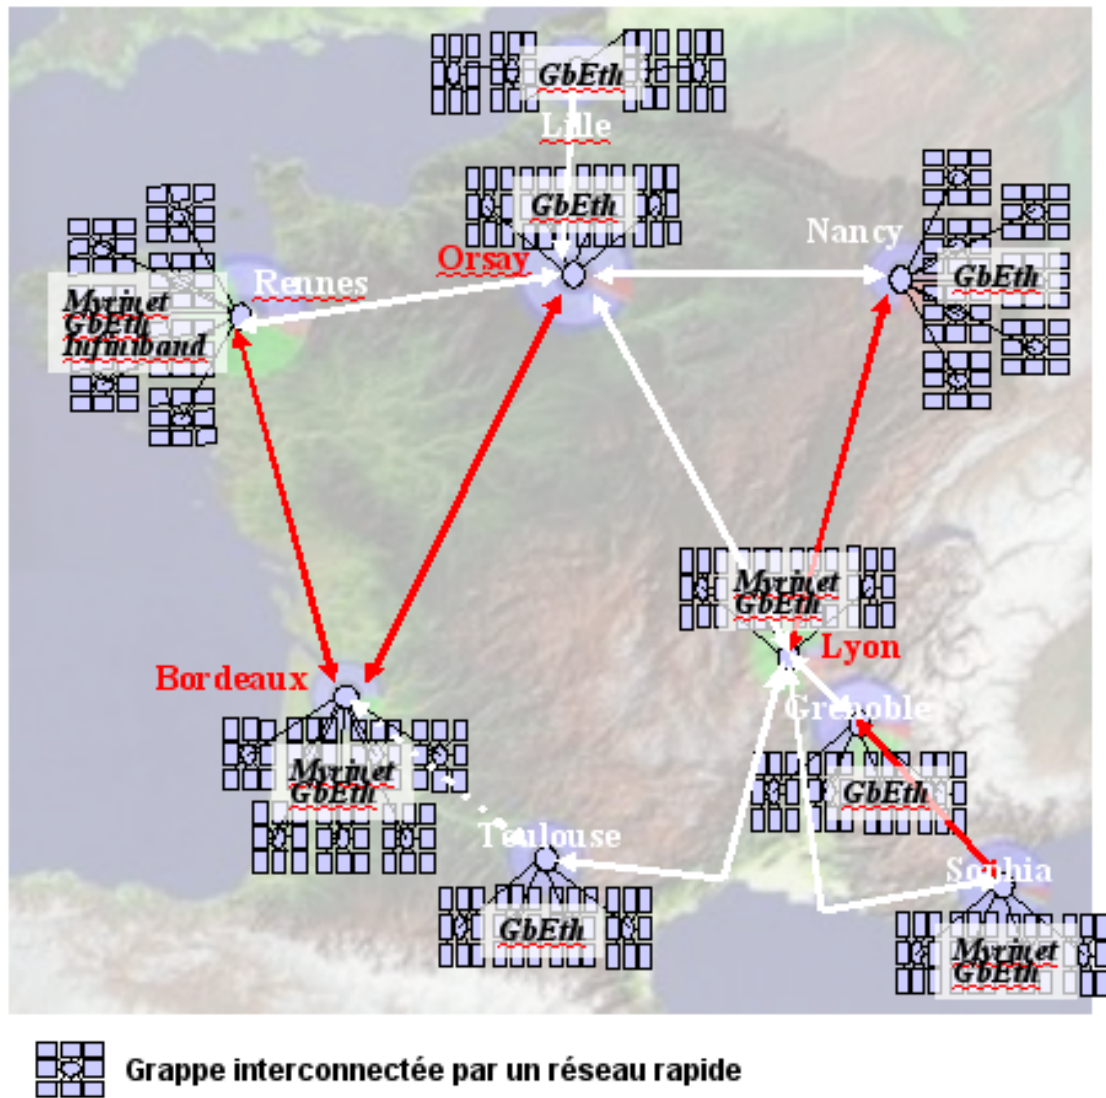 GbEth
Lille
GbEth
Orsay
Nancy
GbEth
Rennes
Myrinet
GbEth
Infiniband
Myrinet
GbEth
Lyon
Bordeaux
Grenoble
Myrinet
GbEth
GbEth
Toulouse
Sophia
GbEth
Myrinet
GbEth
Grappe interconnectée par un réseau rapide